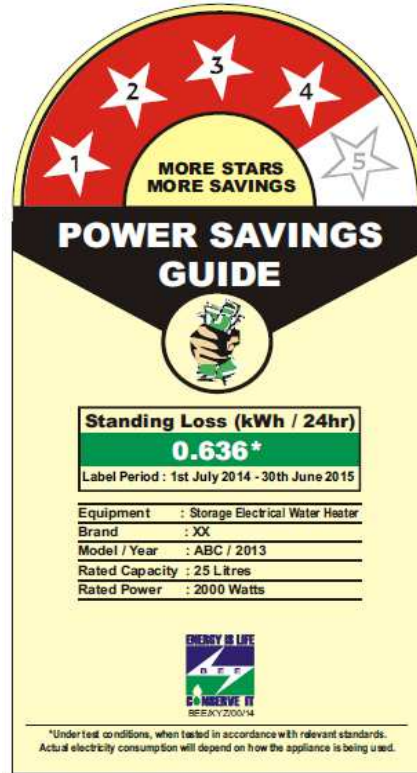 1
2
3
4
5
MORE STARS
MORE SAVINGS
POWER SAVINGS
GUIDE
Standing Loss (kWh / 24hr)
0.636*
Label Period : 1st July 2014 - 30th June 2015
Equipment : Storage Electrical Water Heater
Brand : XX
Model / Year : ABC / 2013
Rated Capacity : 25 Litres
Rated Power : 2000 Watts
ENERGY IS LIFE
BEE
CONSERVE IT
BEE/XYZ/00/14
*Under test conditions, when tested in accordance with relevant standards.
Actual electricity consumption will depend on how the appliance is being used.